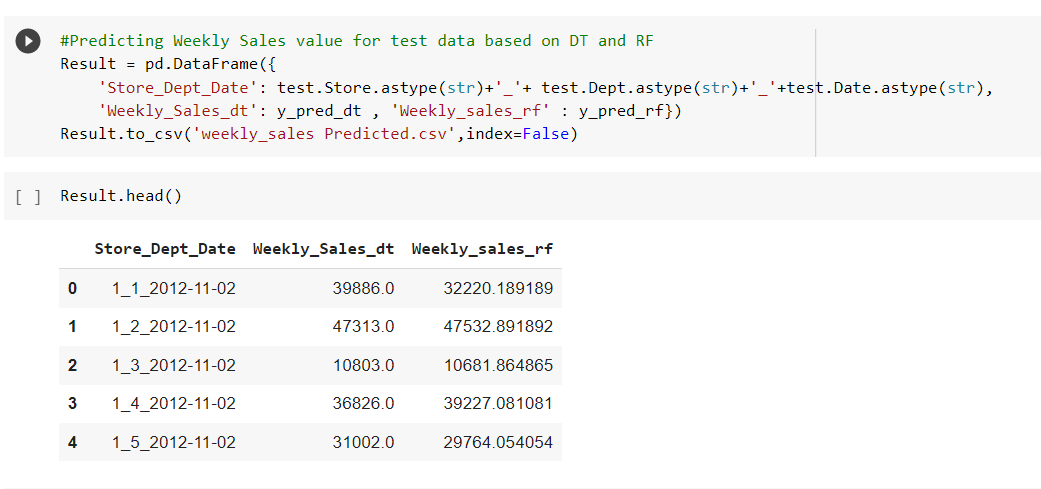 #Predicting Weekly Sales value for test data based on DT and RF
Result = pd.DataFrame({
    'Store_Dept_Date': test.Store.astype(str)+'_'+ test.Dept.astype(str)+'_'+test.Date.astype(str),
    'Weekly_Sales_dt': y_pred_dt , 'Weekly_sales_rf' : y_pred_rf})
Result.to_csv('weekly_sales Predicted.csv',index=False)
[ ] Result.head()
Store_Dept_Date Weekly_Sales_dt Weekly_sales_rf
0 1_1_2012-11-02 39886.0 32220.189189
1 1_2_2012-11-02 47313.0 47532.891892
2 1_3_2012-11-02 10803.0 10681.864865
3 1_4_2012-11-02 36826.0 39227.081081
4 1_5_2012-11-02 31002.0 29764.054054